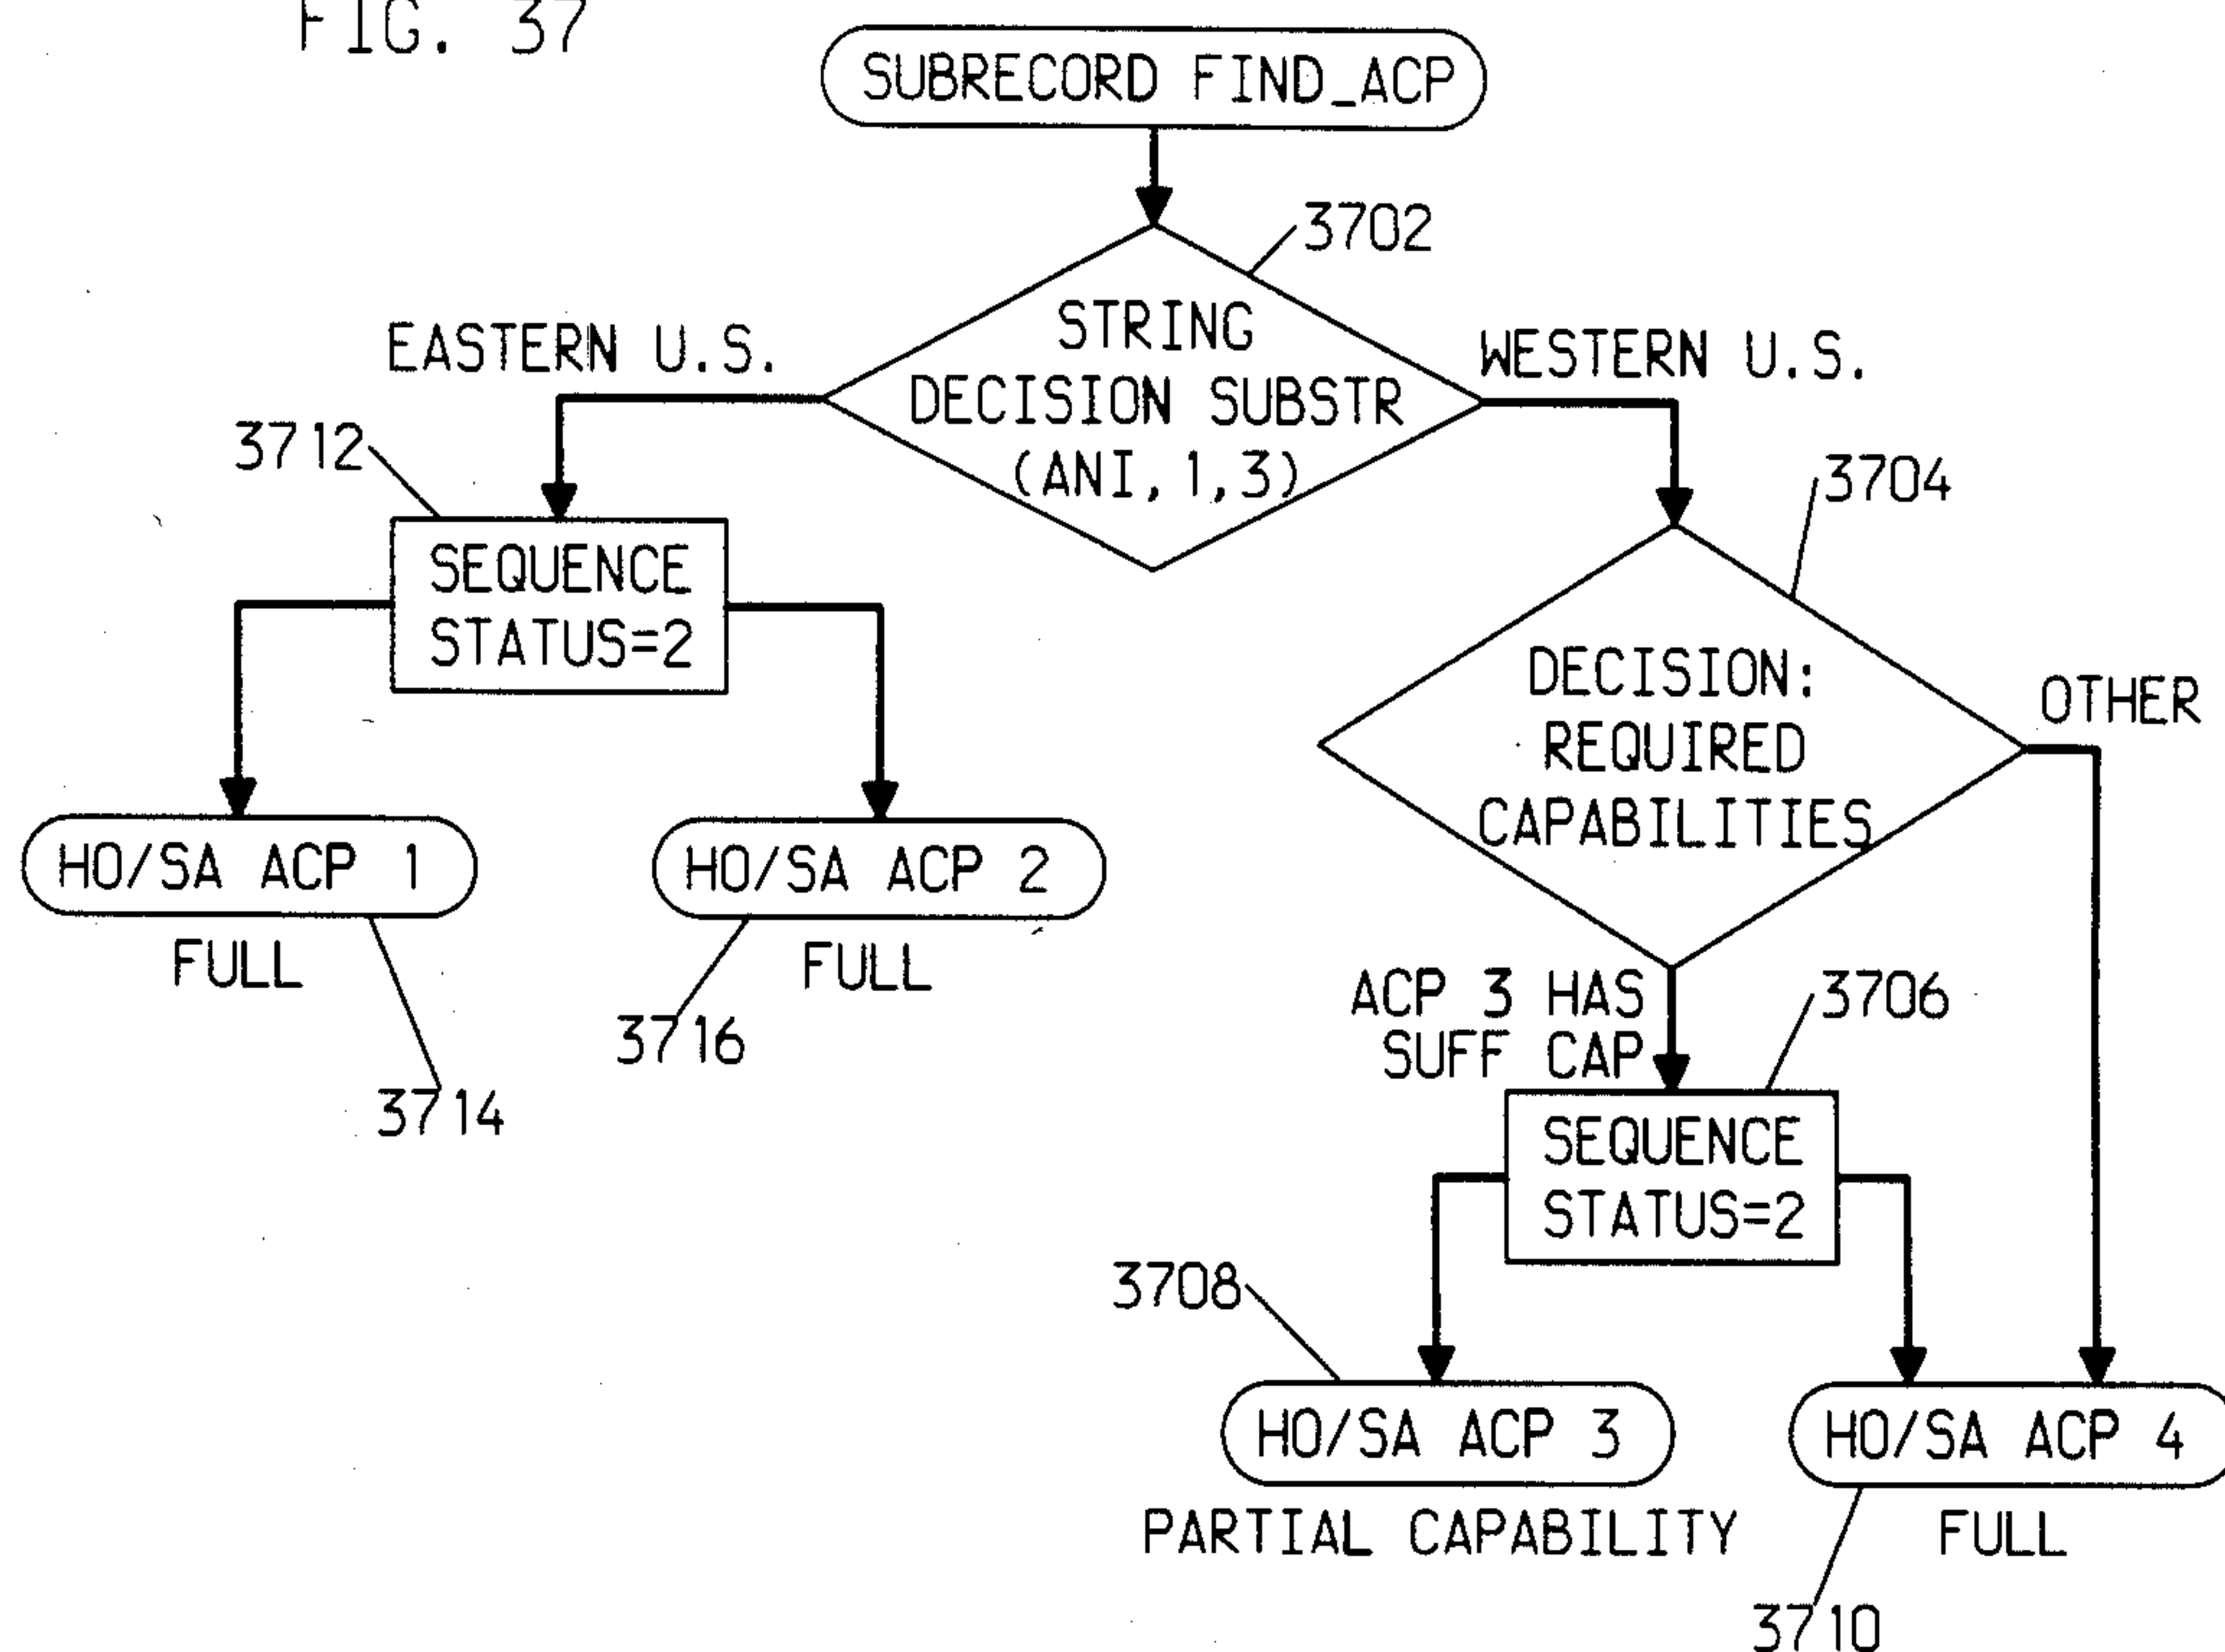 FIG. 37
SUBRECORD FIND_ACP
3702
STRING
DECISION SUBSTR
(ANI,1,3)
EASTERN U.S.
WESTERN U.S.
3712
SEQUENCE
STATUS=2
3704
DECISION:
REQUIRED
CAPABILITIES
OTHER
HO/SA ACP 1
FULL
3714
HO/SA ACP 2
FULL
3716
ACP 3 HAS
SUFF CAP
3706
SEQUENCE
STATUS=2
3708
HO/SA ACP 3
PARTIAL CAPABILITY
HO/SA ACP 4
FULL
3710